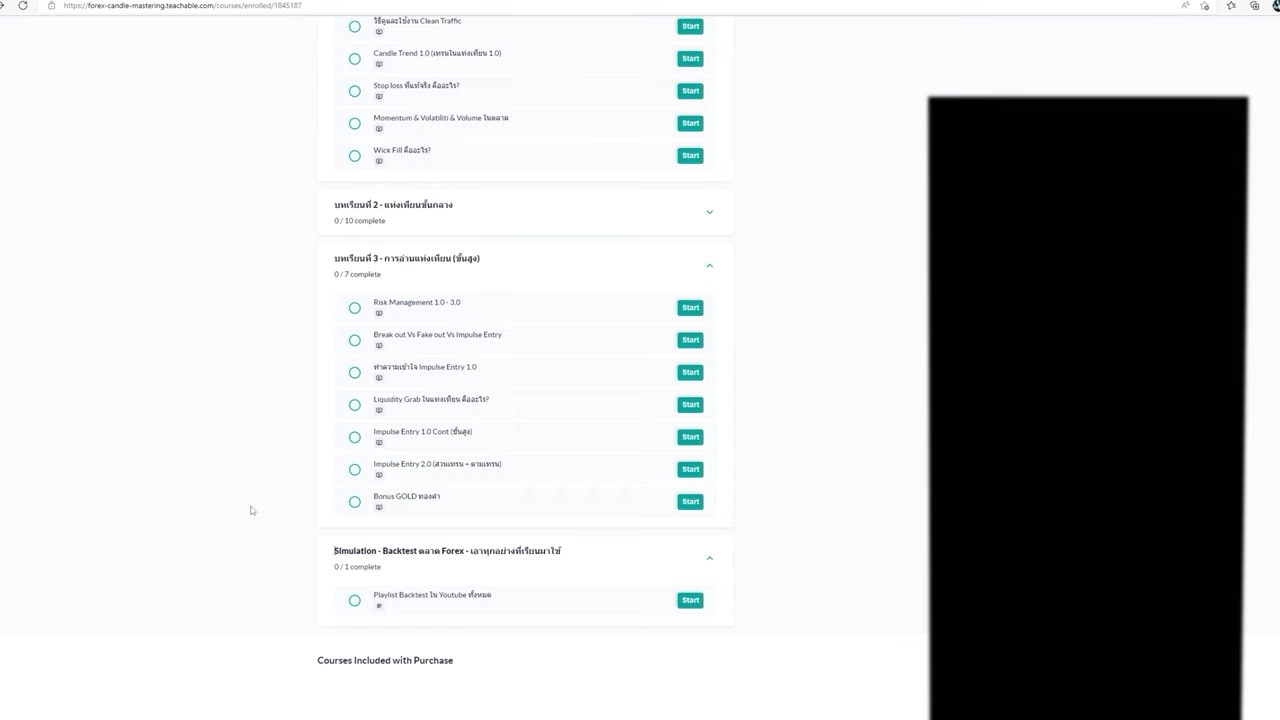 https://forex-candle-mastering.teachable.com/courses/enrolled/1845187
วิธีดูและใช้งาน Clean Traffic
Start
Candle Trend 1.0 (เทรนในแท่งเทียน 1.0)
Start
Stop loss ที่แท้จริง คืออะไร?
Start
Momentum & Volatiliti & Volume ในตลาด
Start
Wick Fill คืออะไร?
Start
บทเรียนที่ 2 - แท่งเทียนขั้นกลาง
0 / 10 complete
บทเรียนที่ 3 - การอ่านแท่งเทียน (ขั้นสูง)
0 / 7 complete
Risk Management 1.0 - 3.0
Start
Break out Vs Fake out Vs Impulse Entry
Start
ทำความเข้าใจ Impulse Entry 1.0
Start
Liquidity Grab ในแท่งเทียน คืออะไร?
Start
Impulse Entry 1.0 Cont (ขั้นสูง)
Start
Impulse Entry 2.0 (สวนเทรน + ตามเทรน)
Start
Bonus GOLD ทองคำ
Start
Simulation - Backtest ตลาด Forex - เอาทุกอย่างที่เรียนมาใช้
0 / 1 complete
Playlist Backtest ใน Youtube ทั้งหมด
Start
Courses Included with Purchase